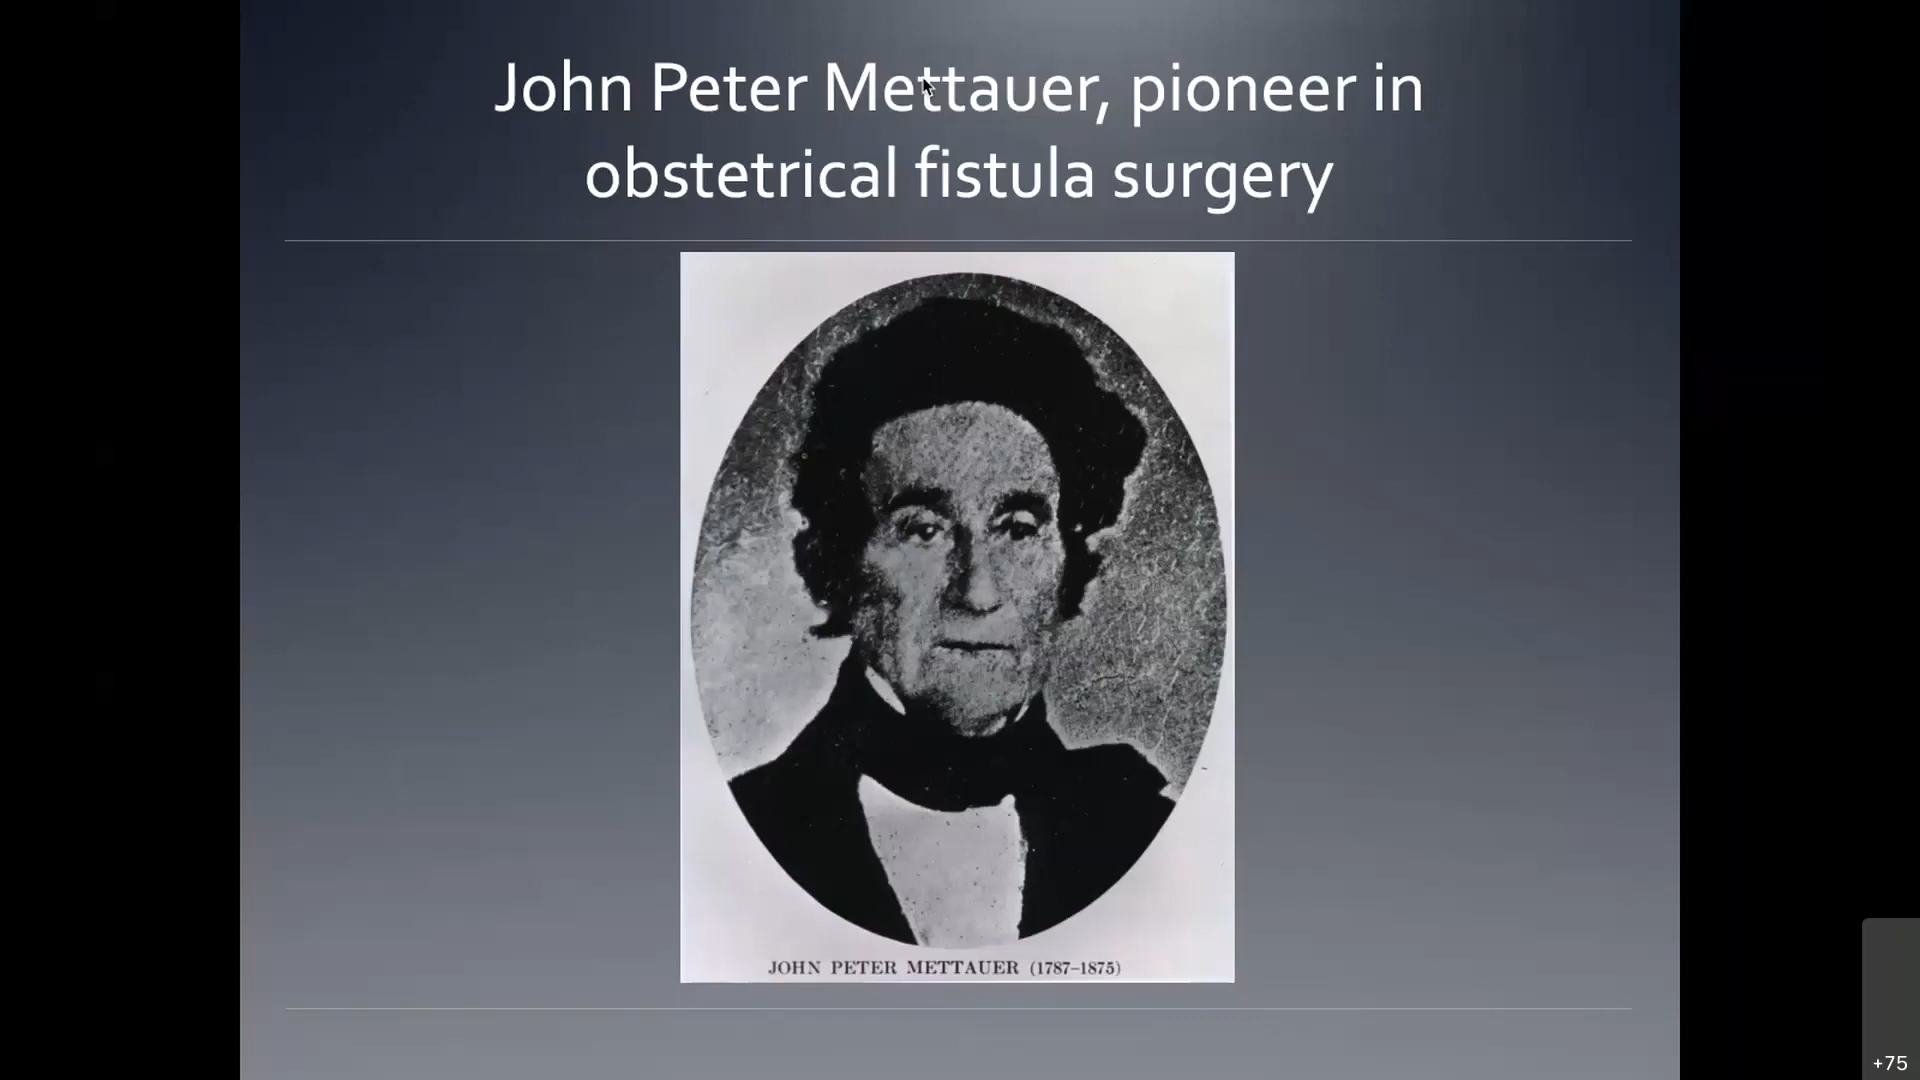 John Peter Mettauer, pioneer in
obstetrical fistula surgery
JOHN PETER METTAUER (1787–1875)
+75